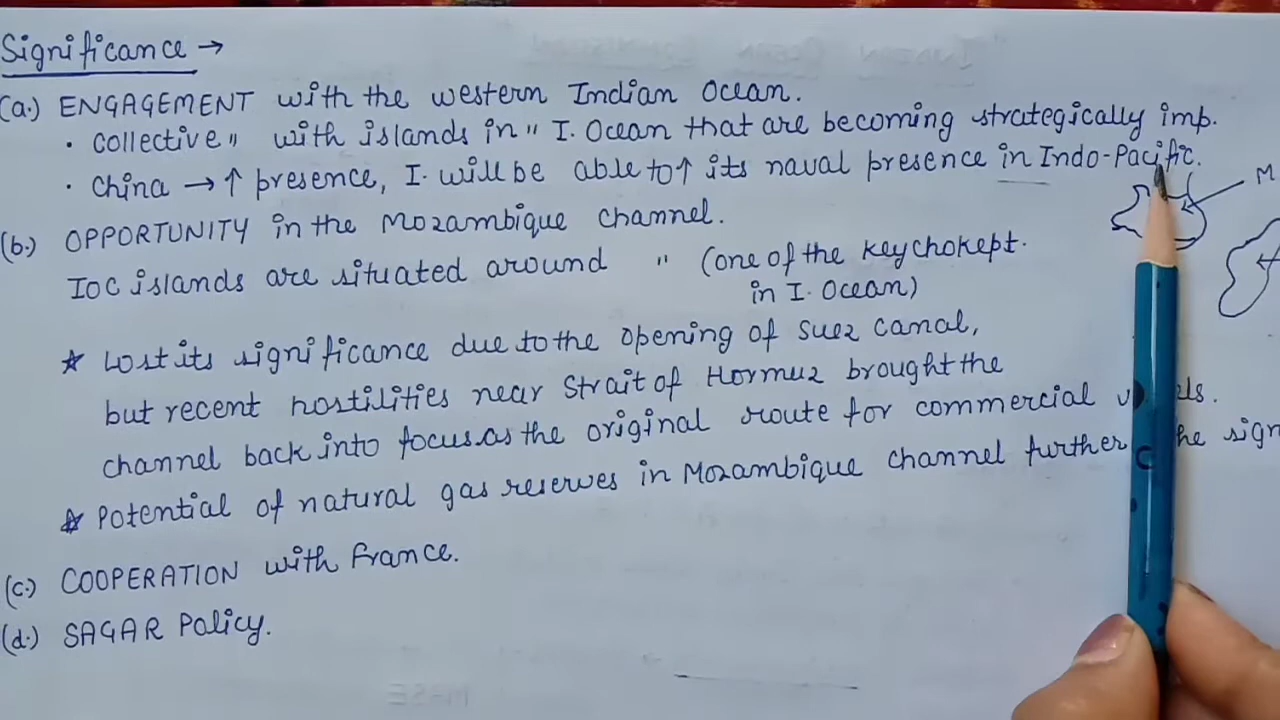 Significance →
(a.) ENGAGEMENT with the western Indian Ocean.
• Collective " with islands in " I. Ocean that are becoming strategically imp.
• China → ↑ presence, I. will be able to ↑ its naval presence in Indo-Pacific.
M
(b.) OPPORTUNITY in the Mozambique Channel.
IOC islands are situated around " (one of the key chokept.
in I. Ocean)
★ Lost its significance due to the opening of Suez Canal,
but recent hostilities near Strait of Hormuz brought the
channel back into focus as the original route for commercial
★ Potential of natural gas reserves in Mozambique Channel further
(c.) COOPERATION with France.
(d.) SAGAR Policy.